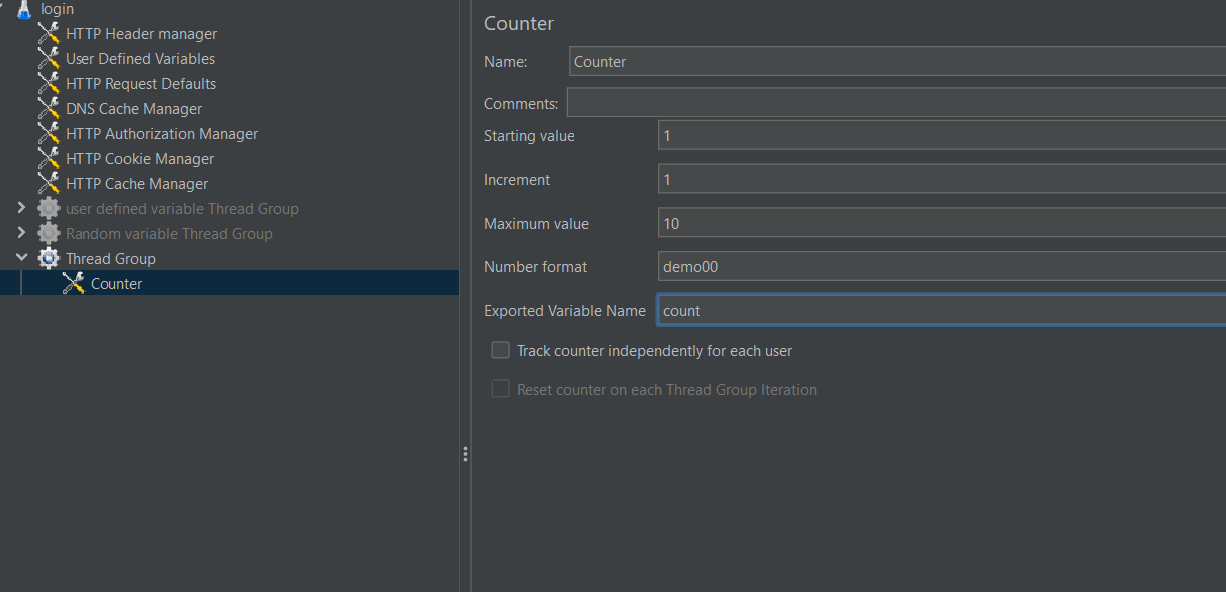 login
HTTP Header manager
User Defined Variables
HTTP Request Defaults
DNS Cache Manager
HTTP Authorization Manager
HTTP Cookie Manager
HTTP Cache Manager
user defined variable Thread Group
Random variable Thread Group
Thread Group
Counter
Counter
Name: Counter
Comments:
Starting value 1
Increment 1
Maximum value 10
Number format demo00
Exported Variable Name count
Track counter independently for each user
Reset counter on each Thread Group Iteration